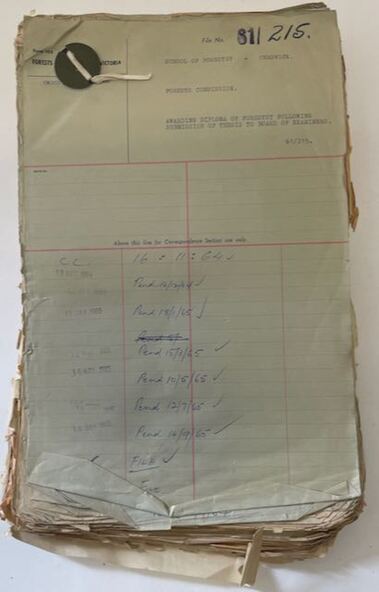 File No. 81/215.
FORESTS VICTORIA
SCHOOL OF FORESTRY - CRESWICK.
FORESTS COMMISSION.
AWARDING DIPLOMA OF FORESTRY FOLLOWING
SUBMISSION OF THESIS TO BOARD OF EXAMINERS.
61/215.
Above this line for Correspondence Section use only.
C.C. 16 : 11 : 64 ✓
Pend ✓
Pend 18/1/65 ✓
Pend
Pend 15/3/65 ✓
Pend 10/5/65 ✓
Pend 12/7/65 ✓
Pend 14/9/65 ✓
FILE ✓